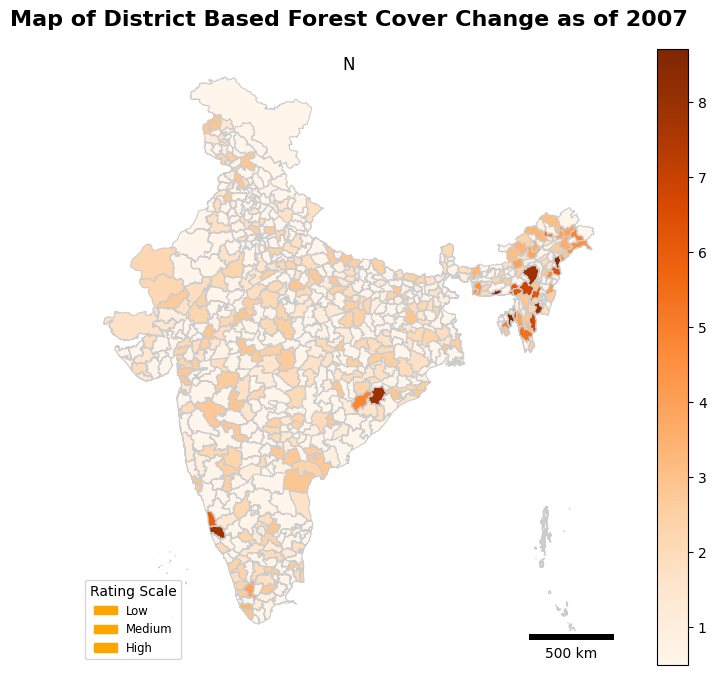 Map of District Based Forest Cover Change as of 2007
N
8
7
6
5
4
3
2
1
Rating Scale
Low
Medium
High
500 km